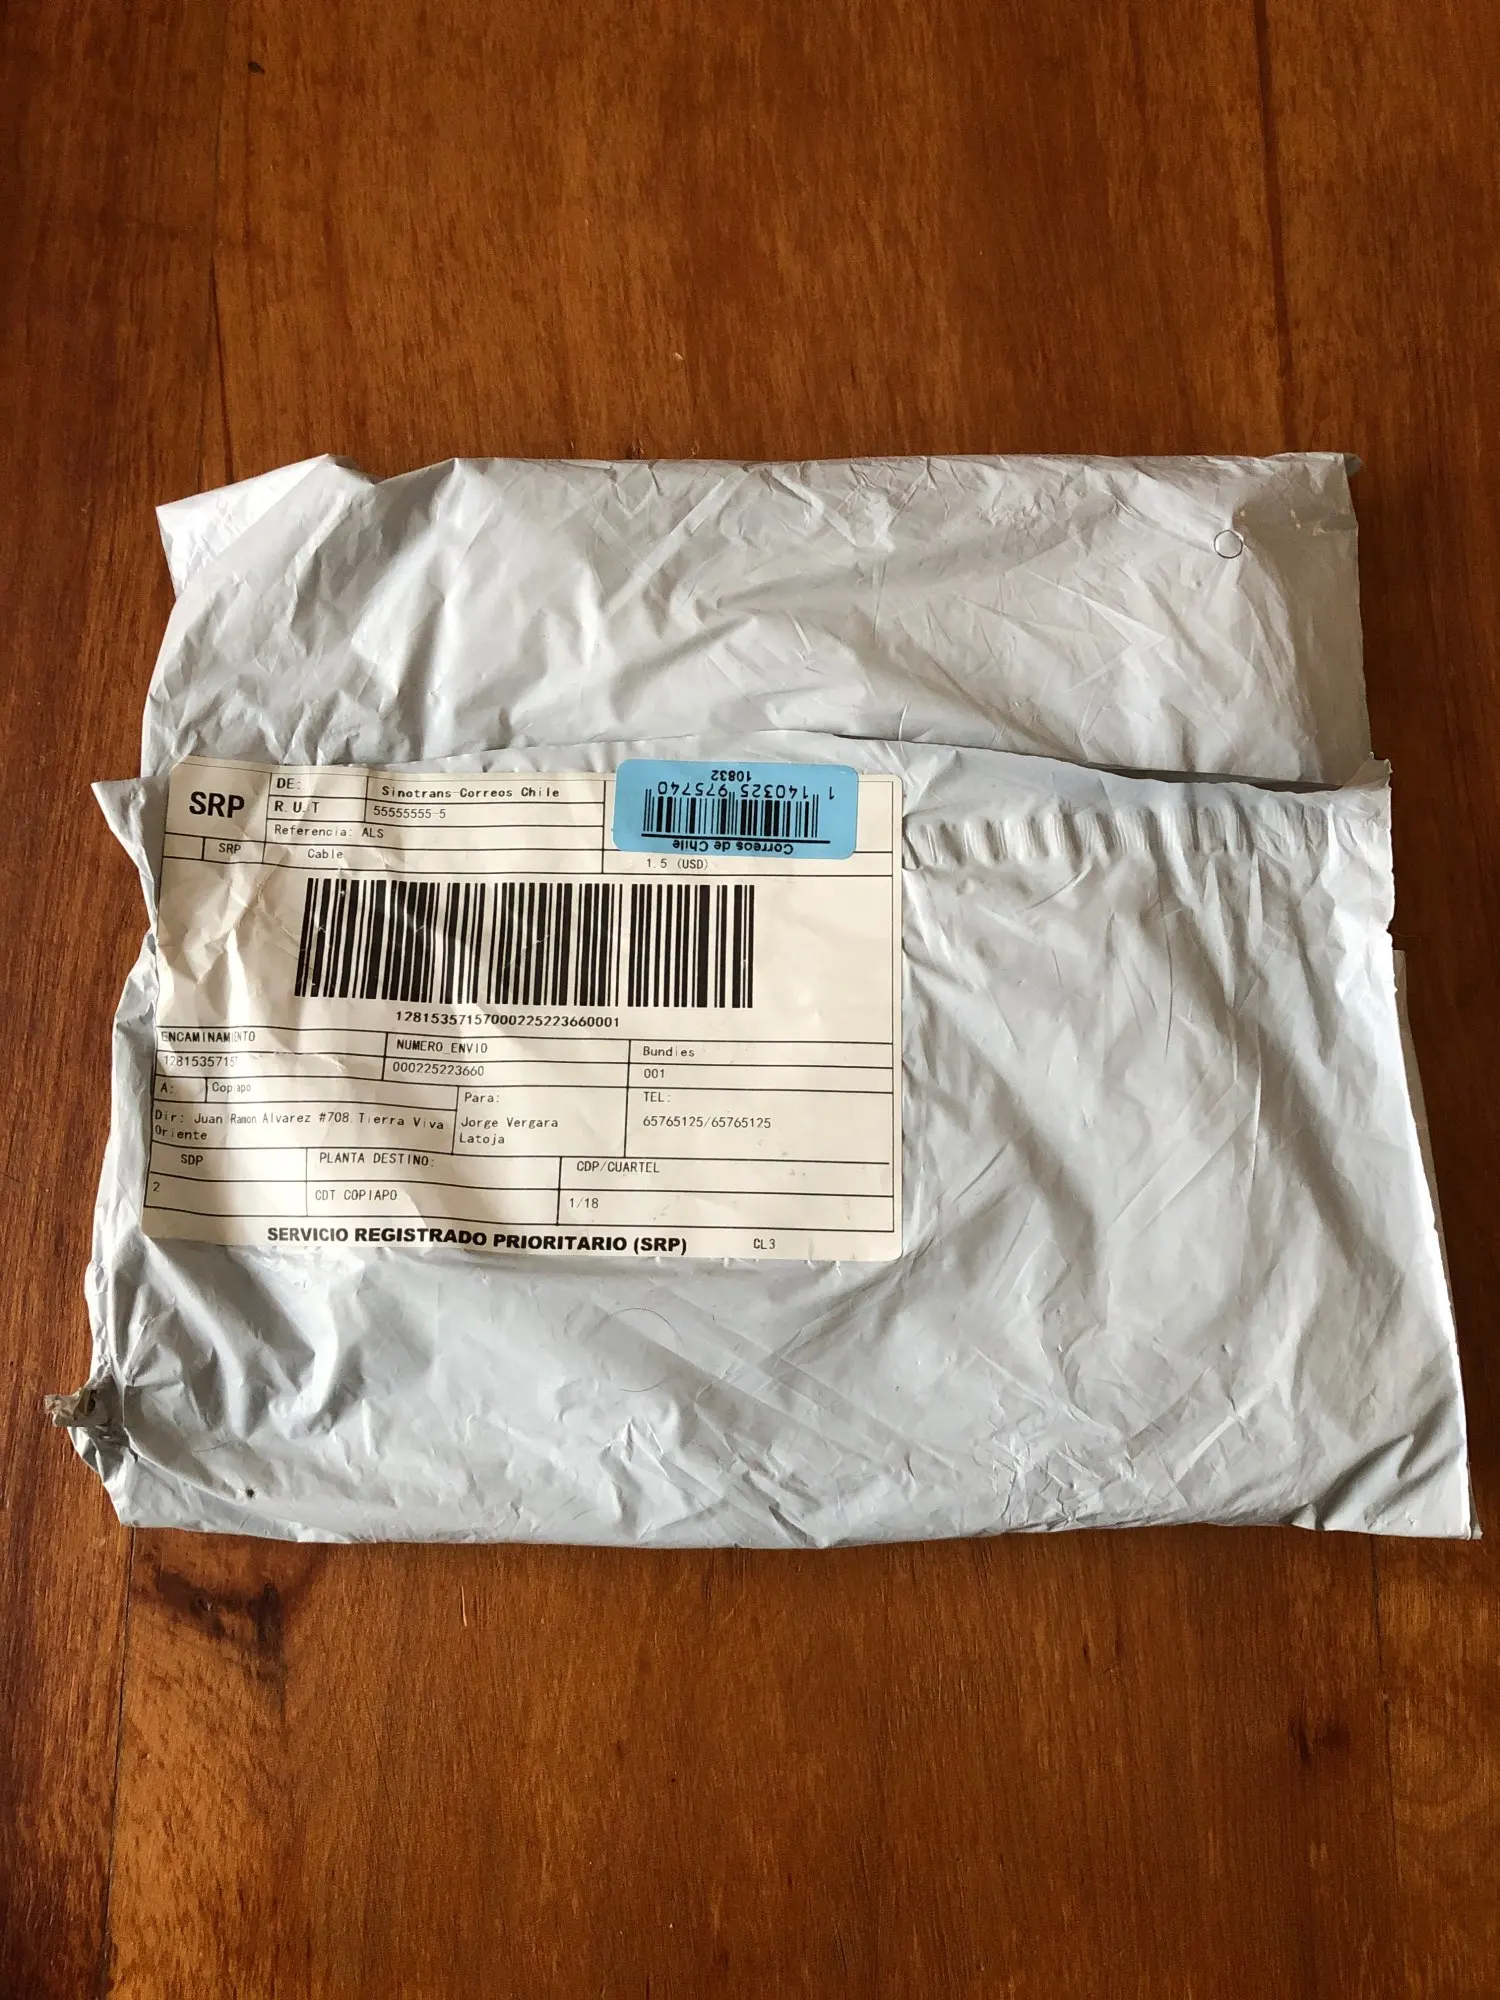 SRP
DE:
Sinotrans-Correos Chile
R.U.T
55555555-5
Referencia: ALS
SRP
Cable
Correos de Chile
1 140325 975740
10832
1.5 (USD)
12815357157000225223660001
ENCAMINAMIENTO
NUMERO_ENVIO
Bundles
000225223660
001
A:
Copiapo
Para:
TEL:
Dir: Juan Ramon Alvarez #708 Tierra Viva
Oriente
Jorge Vergara
Latoja
65765125/65765125
SDP
PLANTA DESTINO:
CDP/CUARTEL
2
CDT COPIAPO
1/18
SERVICIO REGISTRADO PRIORITARIO (SRP)
CL3